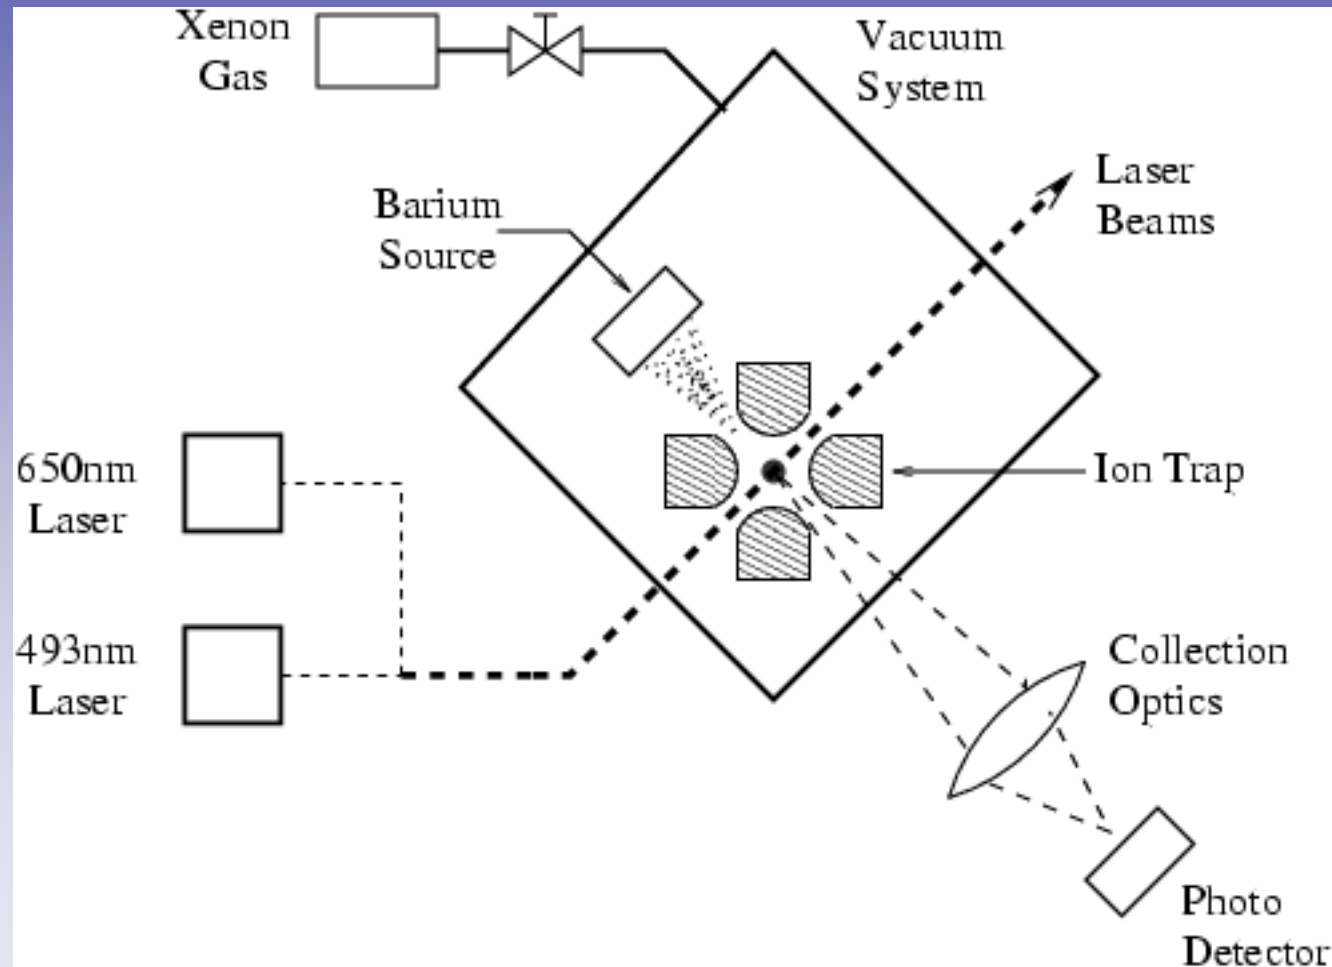 Xenon
Gas
Vacuum
System
Laser
Beams
Barium
Source
650nm
Laser
Ion Trap
493nm
Laser
Collection
Optics
Photo
Detector